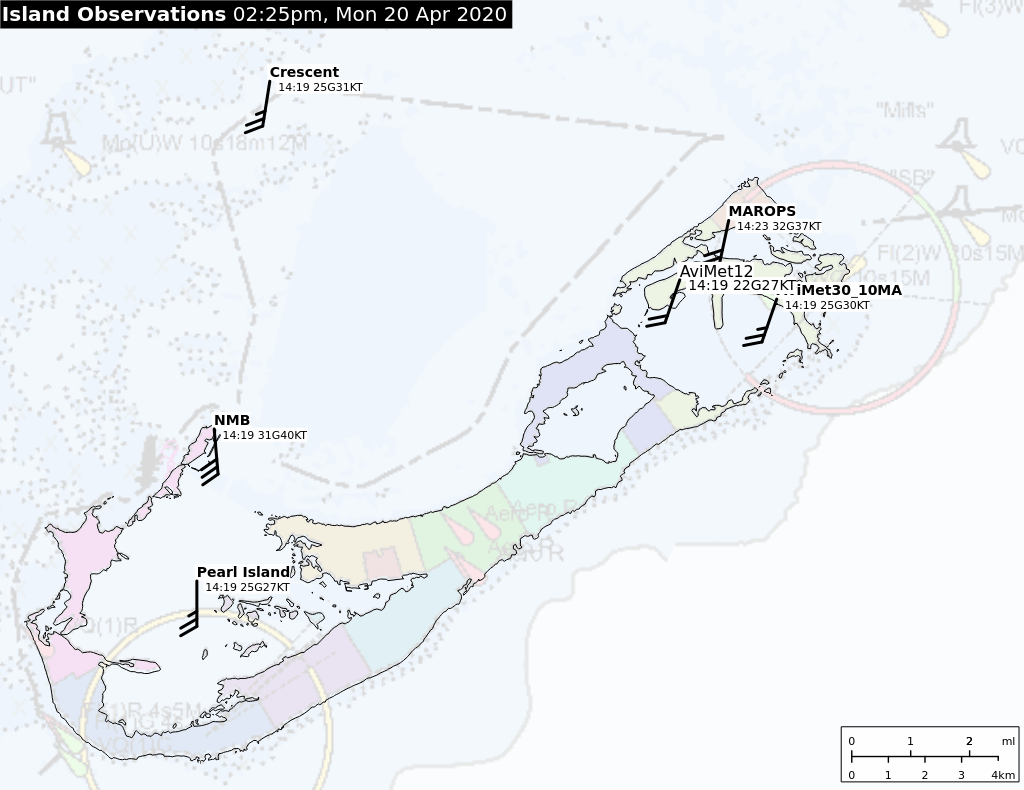 Island Observations 02:25pm, Mon 20 Apr 2020
Fl(3)W
Crescent
14:19 25G31KT
UT"
"Mills"
Mo(U)W 10s18m12M
"SB"
MAROPS
14:23 32G37KT
Fl(2)W 10s15M
AviMet12
14:19 22G27KT
iMet30_10MA
14:19 25G30KT
NMB
14:19 31G40KT
Aero R
Aero R
Pearl Island
14:19 25G27KT
Q(1)R
Fl(1)R 4s5M
VQ(1)G
0 1 2 ml
0 1 2 3 4km